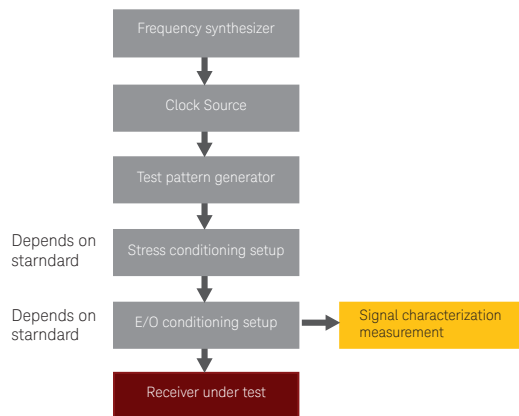 Frequency synthesizer
Clock Source
Test pattern generator
Depends on
starndard
Stress conditioning setup
Depends on
starndard
E/O conditioning setup
Signal characterization
measurement
Receiver under test